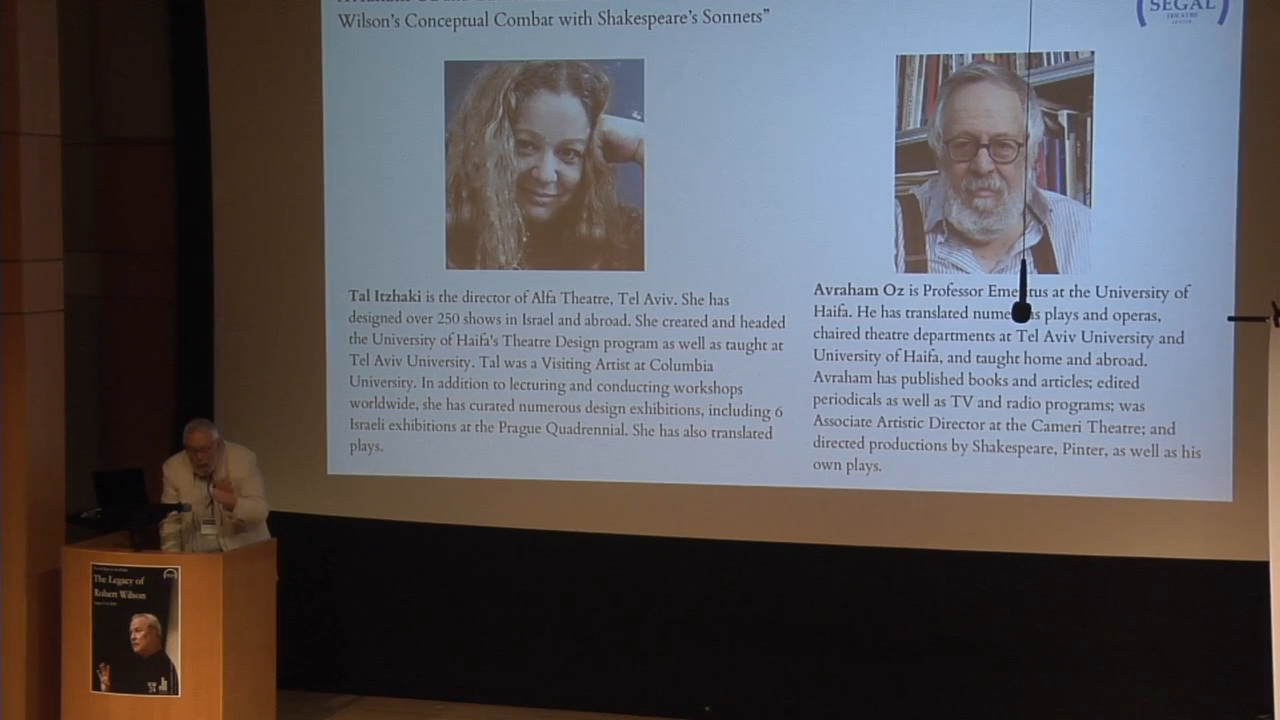 Wilson's Conceptual Combat with Shakespeare's Sonnets"
SEGAL
THEATRE
CENTER
Tal Itzhaki is the director of Alfa Theatre, Tel Aviv. She has
designed over 250 shows in Israel and abroad. She created and headed
the University of Haifa's Theatre Design program as well as taught at
Tel Aviv University. Tal was a Visiting Artist at Columbia
University. In addition to lecturing and conducting workshops
worldwide, she has curated numerous design exhibitions, including 6
Israeli exhibitions at the Prague Quadrennial. She has also translated
plays.
Avraham Oz is Professor Emeritus at the University of
Haifa. He has translated numerous plays and operas,
chaired theatre departments at Tel Aviv University and
University of Haifa, and taught home and abroad.
Avraham has published books and articles; edited
periodicals as well as TV and radio programs; was
Associate Artistic Director at the Cameri Theatre; and
directed productions by Shakespeare, Pinter, as well as his
own plays.
The Legacy of
Robert Wilson